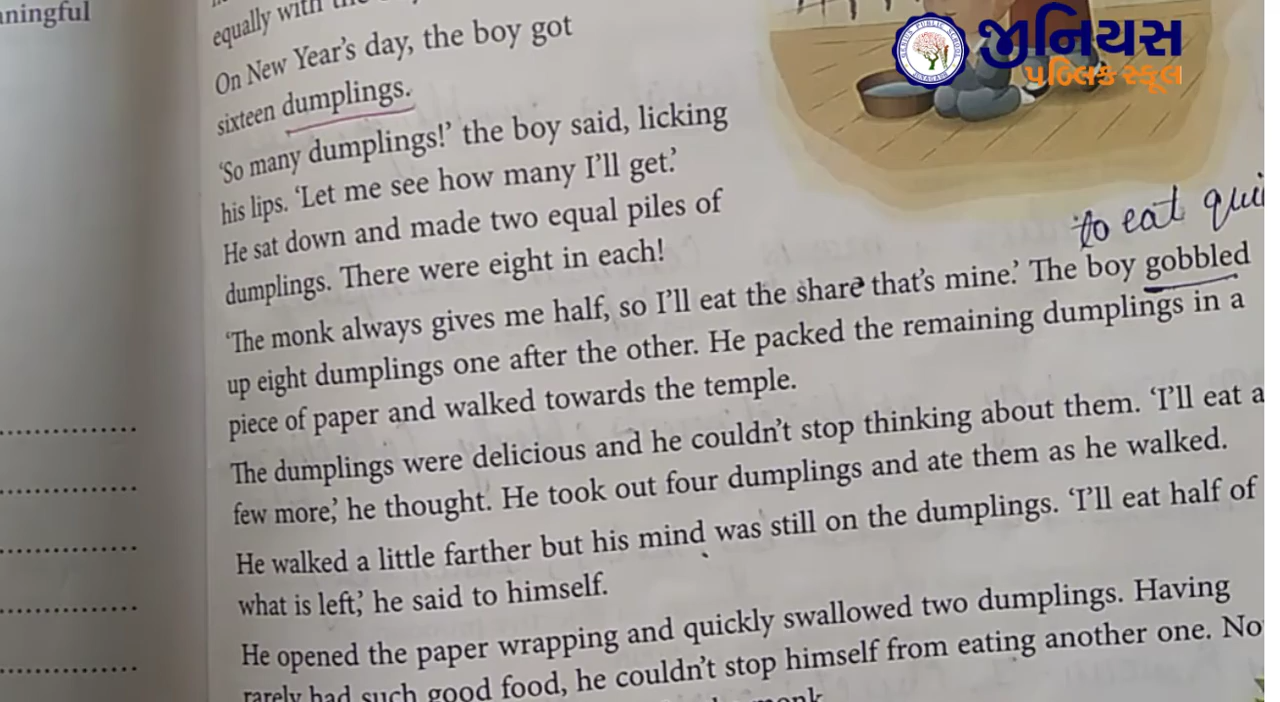 ningful
equally with the
On New Year's day, the boy got
sixteen dumplings.
'So many dumplings!' the boy said, licking
his lips. 'Let me see how many I'll get.'
He sat down and made two equal piles of
dumplings. There were eight in each!
'The monk always gives me half, so I'll eat the share that's mine.' The boy gobbled
up eight dumplings one after the other. He packed the remaining dumplings in a
piece of paper and walked towards the temple.
The dumplings were delicious and he couldn't stop thinking about them. 'I'll eat a
few more,' he thought. He took out four dumplings and ate them as he walked.
He walked a little farther but his mind was still on the dumplings. 'I'll eat half of
what is left,' he said to himself.
He opened the paper wrapping and quickly swallowed two dumplings. Having
rarely had such good food, he couldn't stop himself from eating another one. No
monk
to eat qui
જીનિયસ
પબ્લિક સ્કૂલ
GENIUS PUBLIC SCHOOL